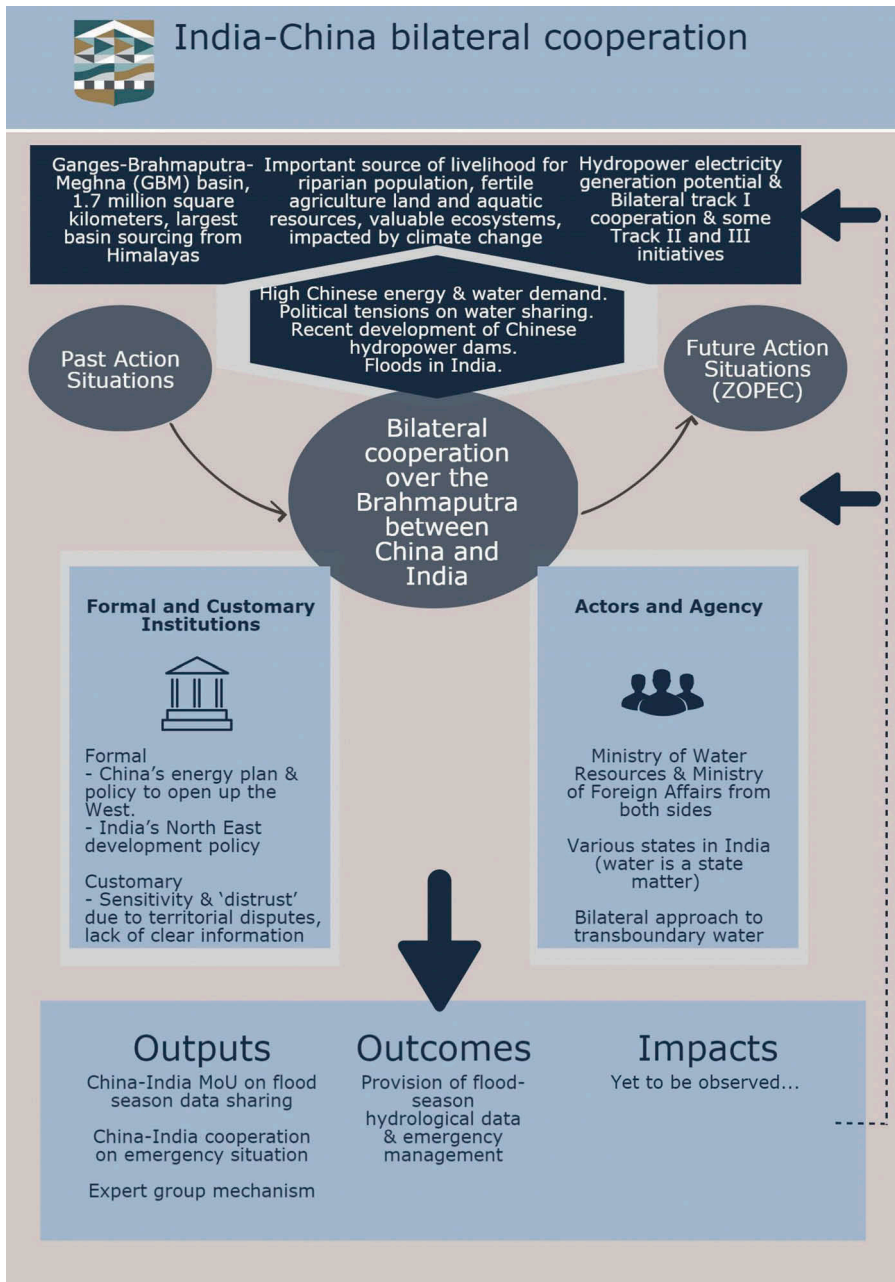 India-China bilateral cooperation
Ganges-Brahmaputra-
Meghna (GBM) basin,
1.7 million square
kilometers, largest
basin sourcing from
Himalayas
Important source of livelihood for
riparian population, fertile
agriculture land and aquatic
resources, valuable ecosystems,
impacted by climate change
Hydropower electricity
generation potential &
Bilateral track I
cooperation & some
Track II and III
initiatives
High Chinese energy & water demand.
Political tensions on water sharing.
Recent development of Chinese
hydropower dams.
Floods in India.
Past Action
Situations
Future Action
Situations
(ZOPEC)
Bilateral
cooperation
over the
Brahmaputra
between
China and
India
Formal and Customary
Institutions
Formal
- China’s energy plan &
policy to open up the
West.
- India’s North East
development policy
Customary
- Sensitivity & ‘distrust’
due to territorial disputes,
lack of clear information
Actors and Agency
Ministry of Water
Resources & Ministry
of Foreign Affairs from
both sides
Various states in India
(water is a state
matter)
Bilateral approach to
transboundary water
Outputs
China-India MoU on flood
season data sharing
China-India cooperation
on emergency situation
Expert group mechanism
Outcomes
Provision of flood-
season
hydrological data
& emergency
management
Impacts
Yet to be observed...